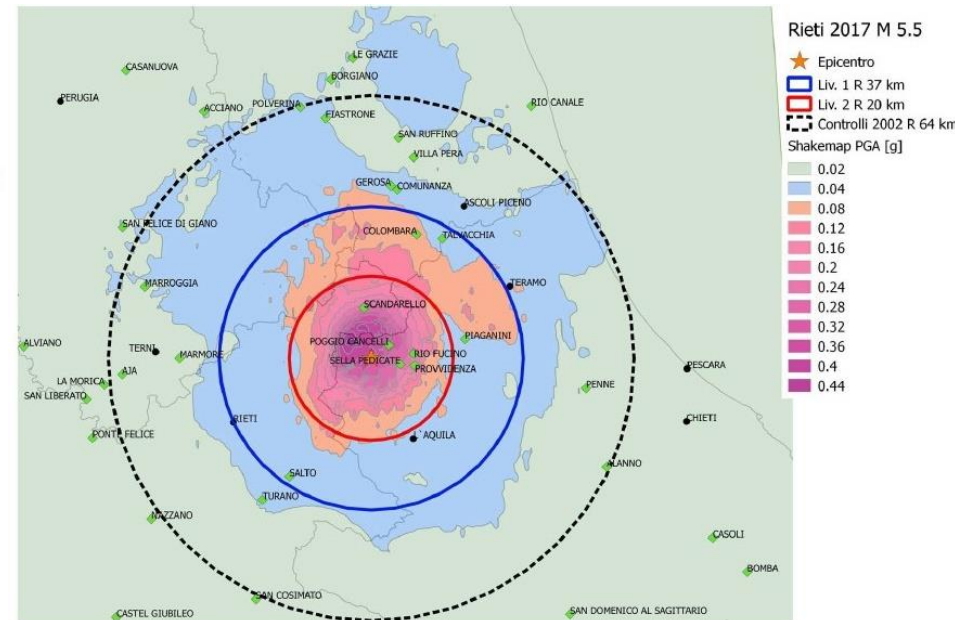 Rieti 2017 M 5.5
Epicentro
Liv. 1 R 37 km
Liv. 2 R 20 km
Controlli 2002 R 64 km
Shakemap PGA [g]
0.02
0.04
0.08
0.12
0.16
0.2
0.24
0.28
0.32
0.36
0.4
0.44
LE GRAZIE
CASANUOVA
BORGIANO
PERUGIA
ACCIANO
POLVERINA
RIO CANALE
FIASTRONE
SAN RUFFINO
VILLA PERA
GEROSA
COMUNANZA
ASCOLI PICENO
SAN FELICE DI GIANO
COLOMBARA
TALVACCHIA
MARROGGIA
TERAMO
SCANDARELLO
PIAGANINI
ALVIANO
TERNI
POGGIO CANCELLI
MARMORE
RIO FUCINO
SELLA PEDICATE
PROVVIDENZA
PESCARA
AJA
LA MORICA
PENNE
SAN LIBERATO
RIETI
CHIETI
PONTE FELICE
L'AQUILA
ALANNO
SALTO
TURANO
NAZZANO
CASOLI
BOMBA
SAN COSIMATO
CASTEL GIUBILEO
SAN DOMENICO AL SAGITTARIO